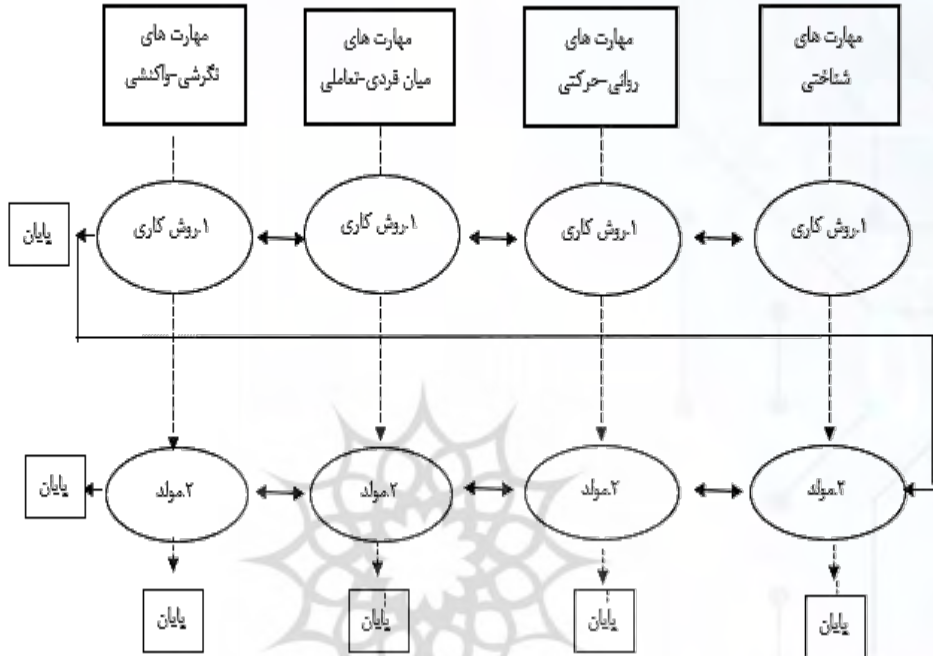 مهارت های
شناختی
مهارت های
روانی-حرکتی
مهارت های
میان فردی-تعاملی
مهارت های
نگرشی-واکنشی
۱.روش کاری
۱.روش کاری
۱.روش کاری
۱.روش کاری
پایان
۲.مولد
۲.مولد
۲.مولد
۲.مولد
پایان
پایان
پایان
پایان
پایان